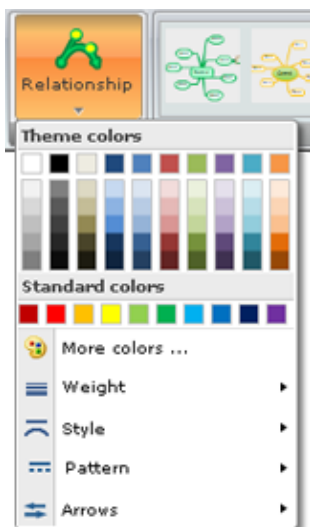 Relationship
Theme colors
Standard colors
More colors ...
Weight
Style
Pattern
Arrows